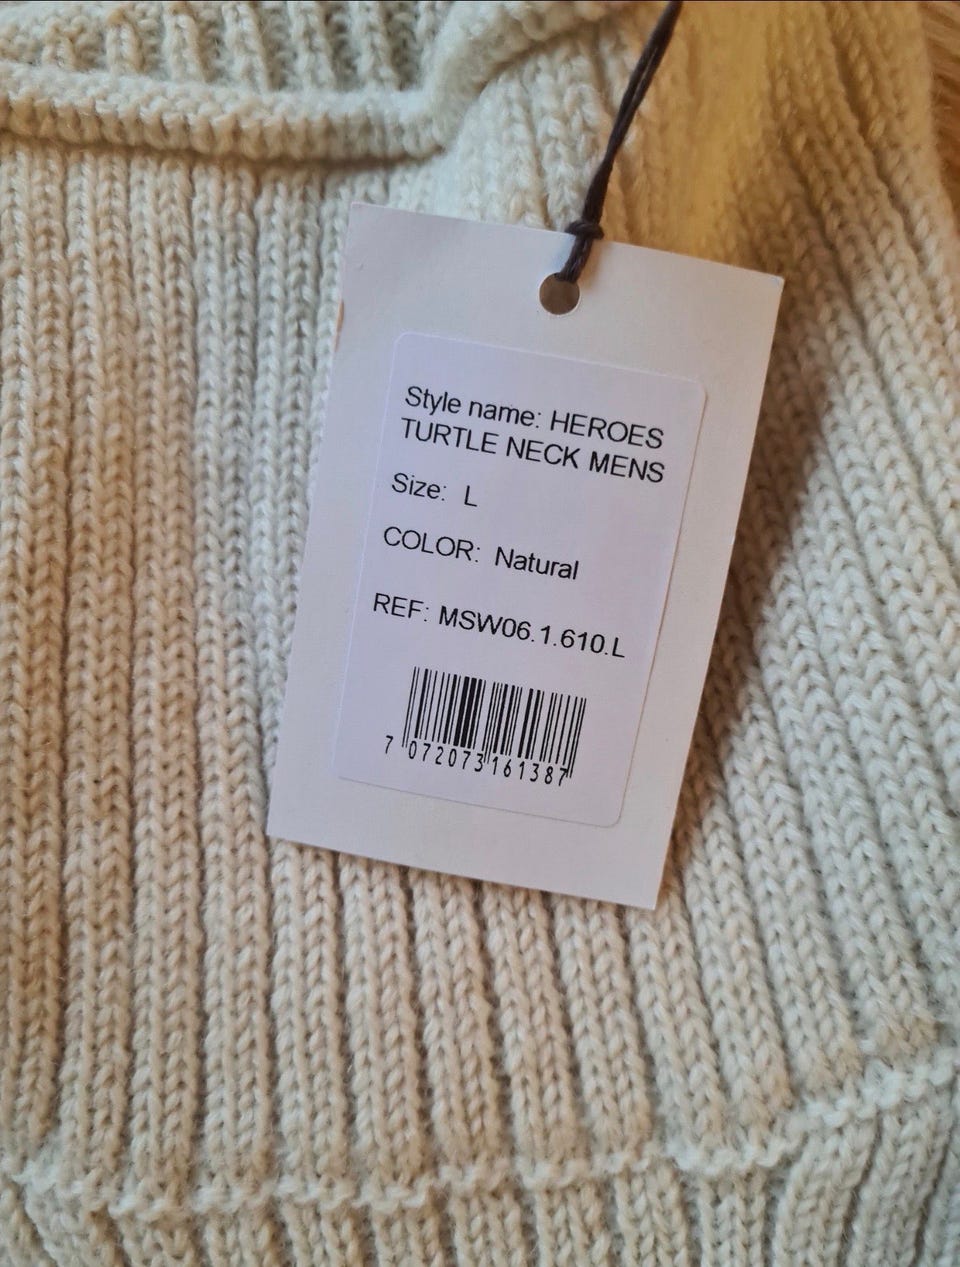 Style name: HEROES
TURTLE NECK MENS
Size: L
COLOR: Natural
REF: MSW06.1.610.L
7 072073 161387